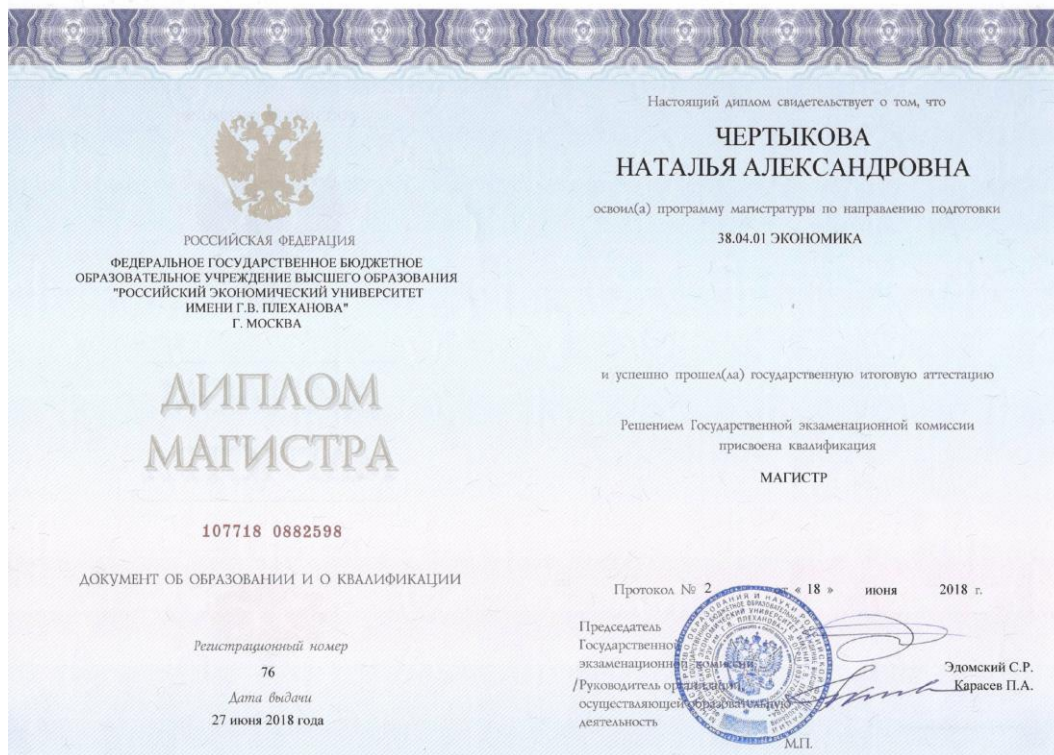 РОССИЙСКАЯ ФЕДЕРАЦИЯ
ФЕДЕРАЛЬНОЕ ГОСУДАРСТВЕННОЕ БЮДЖЕТНОЕ
ОБРАЗОВАТЕЛЬНОЕ УЧРЕЖДЕНИЕ ВЫСШЕГО ОБРАЗОВАНИЯ
"РОССИЙСКИЙ ЭКОНОМИЧЕСКИЙ УНИВЕРСИТЕТ
ИМЕНИ Г.В. ПЛЕХАНОВА"
Г. МОСКВА
ДИПЛОМ
МАГИСТРА
107718 0882598
ДОКУМЕНТ ОБ ОБРАЗОВАНИИ И О КВАЛИФИКАЦИИ
Регистрационный номер
76
Дата выдачи
27 июня 2018 года
Настоящий диплом свидетельствует о том, что
ЧЕРТЫКОВА
НАТАЛЬЯ АЛЕКСАНДРОВНА
освоил(а) программу магистратуры по направлению подготовки
38.04.01 ЭКОНОМИКА
и успешно прошел(ла) государственную итоговую аттестацию
Решением Государственной экзаменационной комиссии
присвоена квалификация
МАГИСТР
Протокол № 2 от « 18 » июня 2018 г.
Председатель
Государственной
экзаменационной комиссии
Эдомский С.Р.
/Руководитель организации, Карасев П.А.
осуществляющей образовательную
деятельность
М.П.